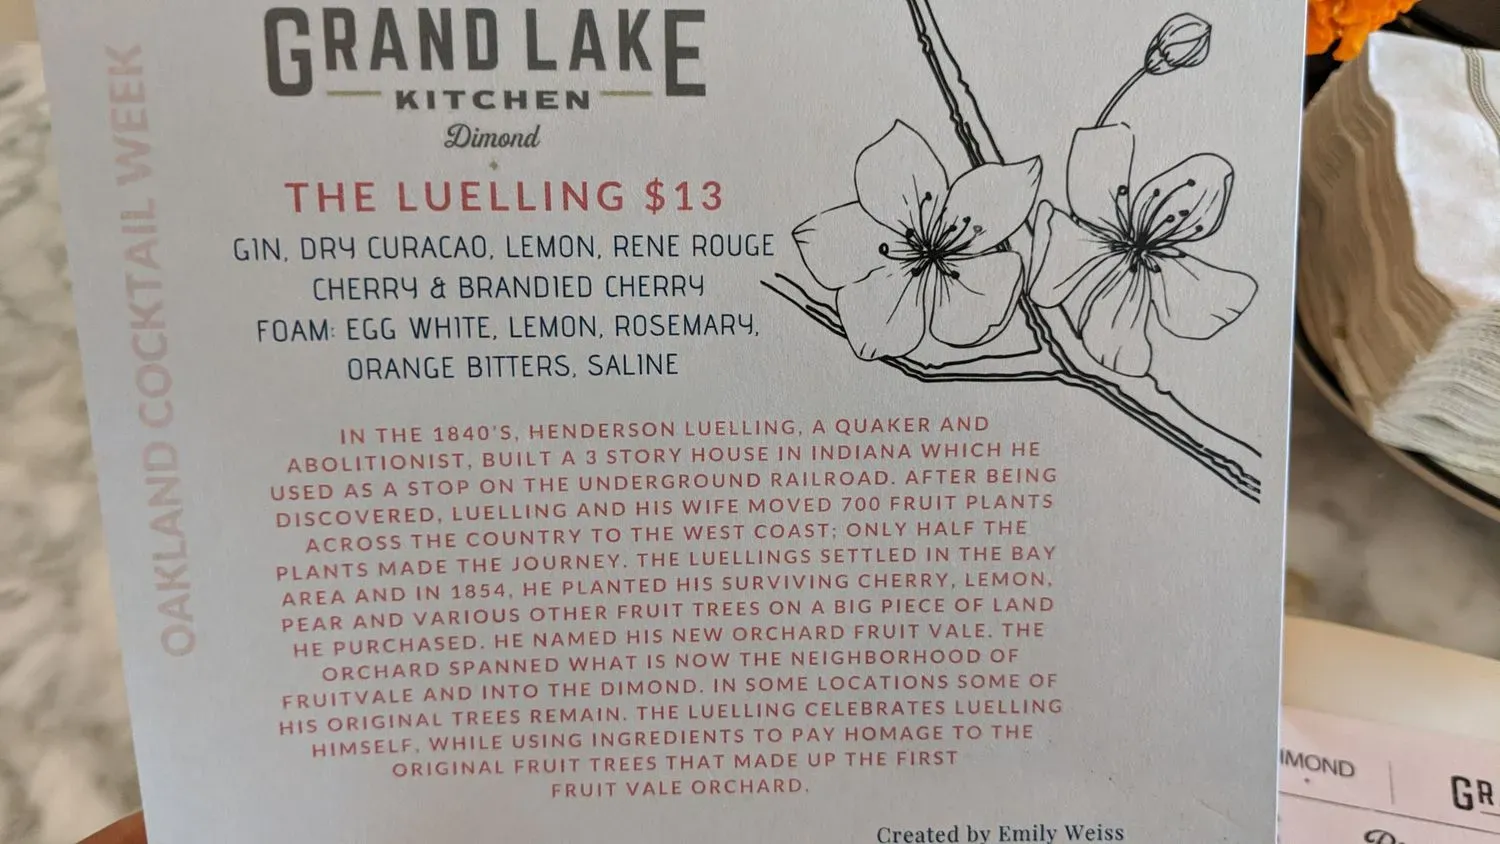 GRAND LAKE
KITCHEN
Dimond
OAKLAND COCKTAIL WEEK
THE LUELLING $13
GIN, DRY CURACAO, LEMON, RENE ROUGE
CHERRY & BRANDIED CHERRY
FOAM: EGG WHITE, LEMON, ROSEMARY,
ORANGE BITTERS, SALINE
IN THE 1840'S, HENDERSON LUELLING, A QUAKER AND
ABOLITIONIST, BUILT A 3 STORY HOUSE IN INDIANA WHICH HE
USED AS A STOP ON THE UNDERGROUND RAILROAD. AFTER BEING
DISCOVERED, LUELLING AND HIS WIFE MOVED 700 FRUIT PLANTS
ACROSS THE COUNTRY TO THE WEST COAST; ONLY HALF THE
PLANTS MADE THE JOURNEY. THE LUELLINGS SETTLED IN THE BAY
AREA AND IN 1854, HE PLANTED HIS SURVIVING CHERRY, LEMON,
PEAR AND VARIOUS OTHER FRUIT TREES ON A BIG PIECE OF LAND
HE PURCHASED. HE NAMED HIS NEW ORCHARD FRUIT VALE. THE
ORCHARD SPANNED WHAT IS NOW THE NEIGHBORHOOD OF
FRUITVALE AND INTO THE DIMOND. IN SOME LOCATIONS SOME OF
HIS ORIGINAL TREES REMAIN. THE LUELLING CELEBRATES LUELLING
HIMSELF, WHILE USING INGREDIENTS TO PAY HOMAGE TO THE
ORIGINAL FRUIT TREES THAT MADE UP THE FIRST
FRUIT VALE ORCHARD.
Created by Emily Weiss
IMOND
GR